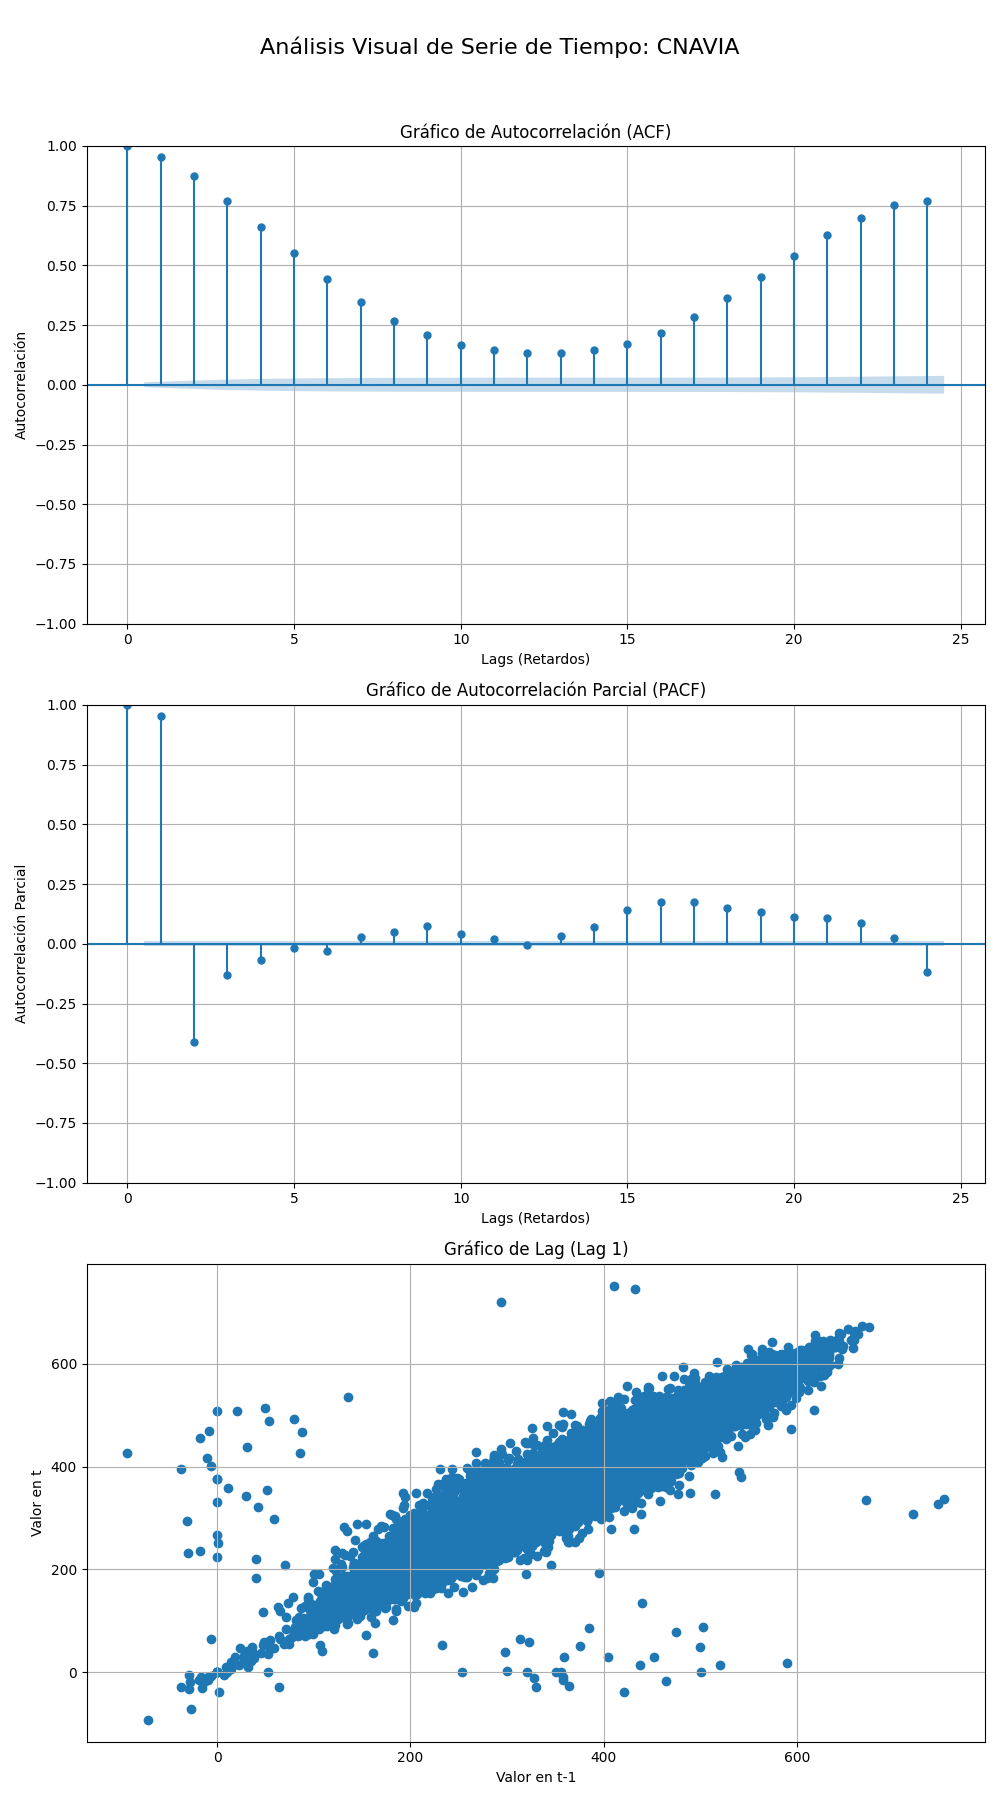 Análisis Visual de Serie de Tiempo: CNAVIA
Gráfico de Autocorrelación (ACF)
1.00
0.75
0.50
0.25
0.00
−0.25
−0.50
−0.75
−1.00
Autocorrelación
0 5 10 15 20 25
Lags (Retardos)
Gráfico de Autocorrelación Parcial (PACF)
1.00
0.75
0.50
0.25
0.00
−0.25
−0.50
−0.75
−1.00
Autocorrelación Parcial
0 5 10 15 20 25
Lags (Retardos)
Gráfico de Lag (Lag 1)
600
400
200
0
Valor en t
0 200 400 600
Valor en t-1